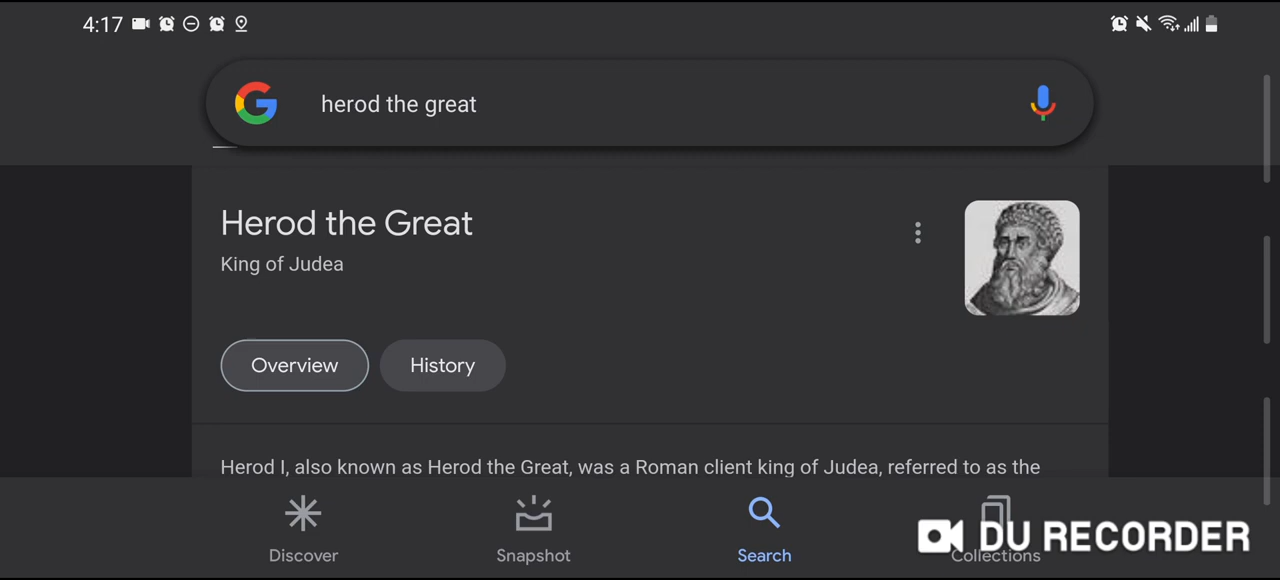 4:17
herod the great
Herod the Great
King of Judea
Overview
History
Herod I, also known as Herod the Great, was a Roman client king of Judea, referred to as the
Discover
Snapshot
Search
Collections
DU RECORDER